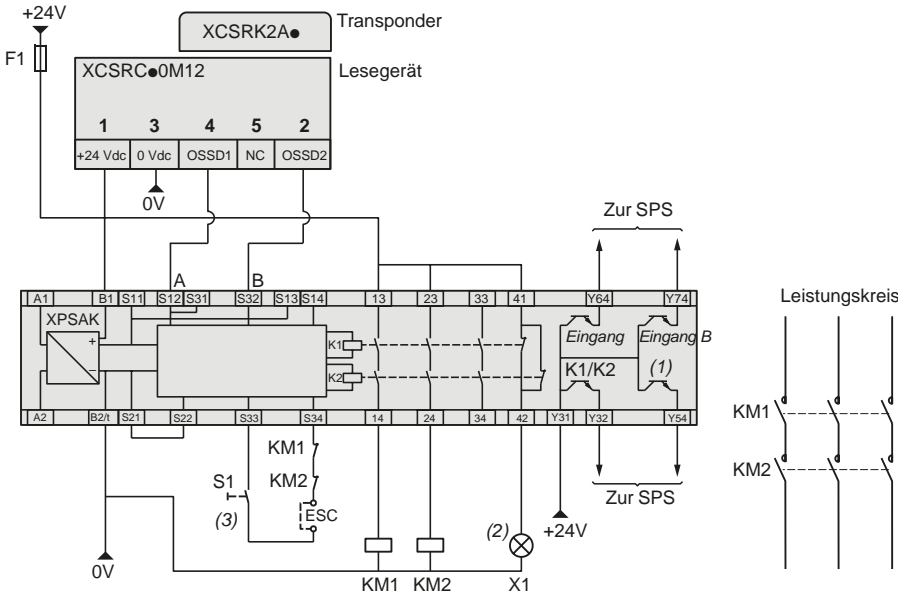 +24V
F1
XCSRK2A●
Transponder
XCSRC●0M12
Lesegerät
1 3 4 5 2
+24 Vdc 0 Vdc OSSD1 NC OSSD2
0V
Zur SPS
A B
A1 B1 S11 S12 S31 S32 S13 S14 13 23 33 41 Y64 Y74
Leistungskreis
XPSAK
+
–
K1
K2
Eingang Eingang B
K1/K2 (1)
A2 B2/t S21 S22 S33 S34 14 24 34 42 Y31 Y32 Y54
KM1
KM2
KM1
KM2
S1
(3)
ESC
Zur SPS
(2)
+24V
0V
KM1 KM2 X1